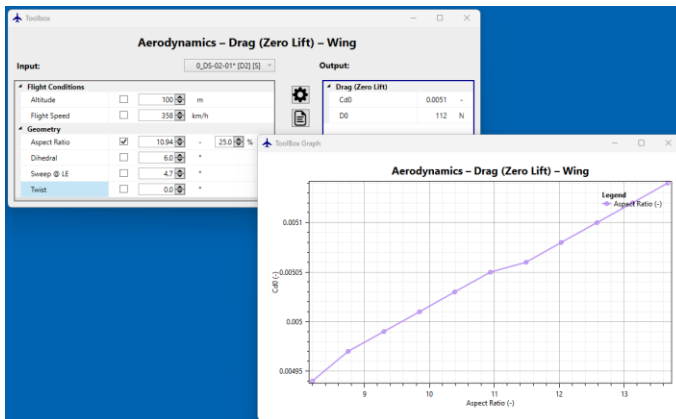 Toolbox
Aerodynamics – Drag (Zero Lift) – Wing
Input: 0_DS-02-01* [D2] [S] Output:
Flight Conditions
Altitude 100 m
Flight Speed 358 km/h
Geometry
Aspect Ratio 10.94 - 25.0 %
Dihedral 6.0 °
Sweep @ LE 4.7 °
Twist 0.0 °
Drag (Zero Lift)
Cd0 0.0051 -
D0 112 N
ToolBox Graph
Aerodynamics – Drag (Zero Lift) – Wing
Legend
Aspect Ratio (-)
Cd0 (-)
0.0051
0.00505
0.005
0.00495
9 10 11 12 13
Aspect Ratio (-)